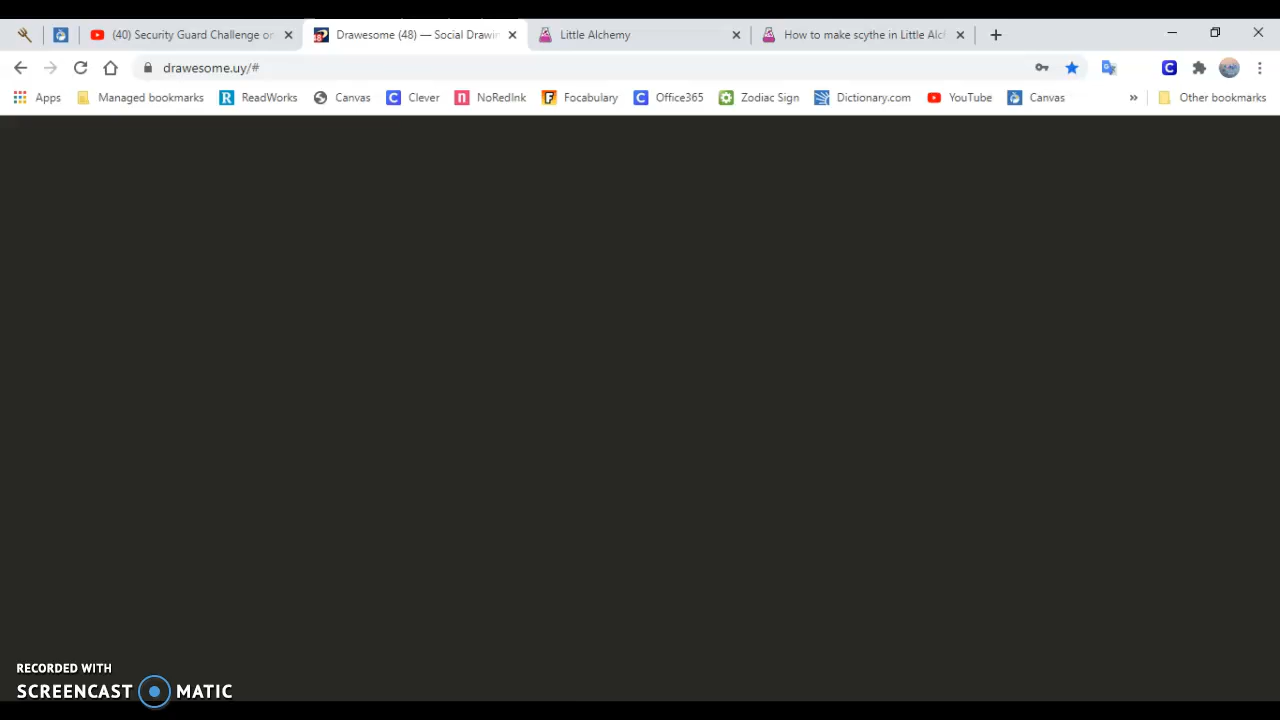 (40) Security Guard Challenge or
Drawesome (48) — Social Drawin
Little Alchemy
How to make scythe in Little Alc
drawesome.uy/#
Apps Managed bookmarks ReadWorks Canvas Clever NoRedInk Focabulary Office365 Zodiac Sign Dictionary.com YouTube Canvas » Other bookmarks
RECORDED WITH
SCREENCAST MATIC